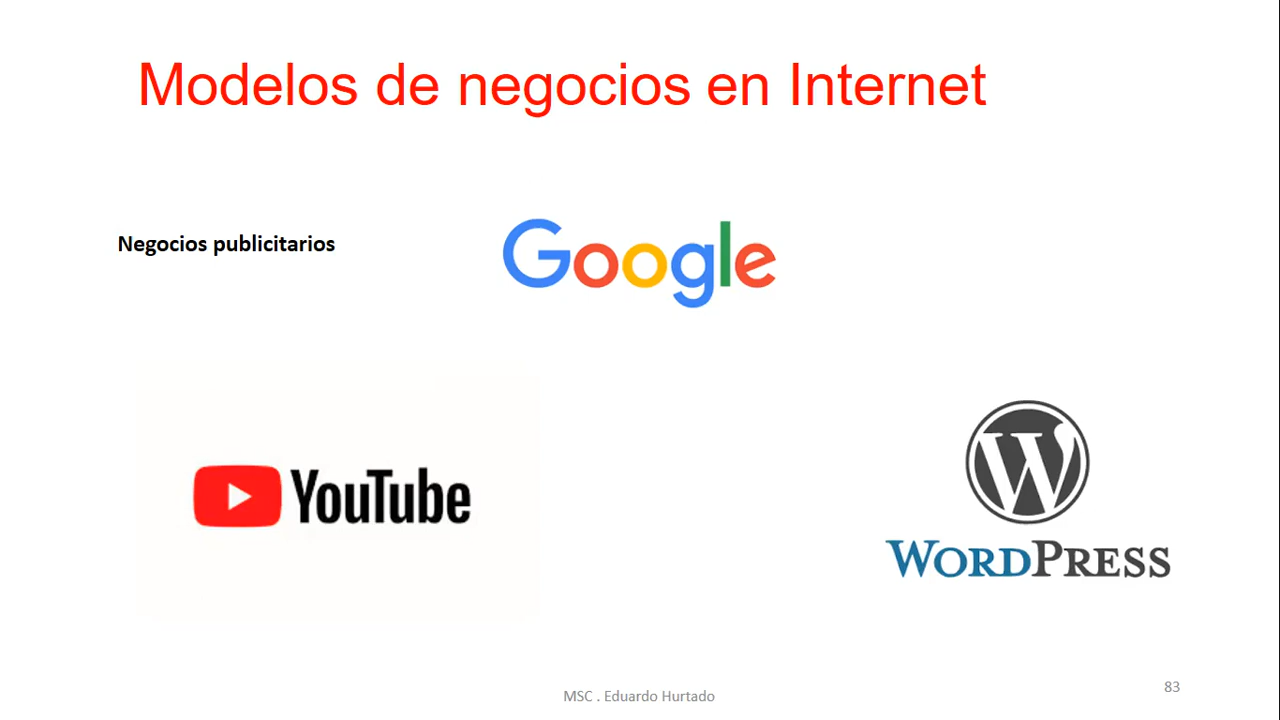 Modelos de negocios en Internet
Negocios publicitarios
Google
YouTube
WORDPRESS
MSC . Eduardo Hurtado
83